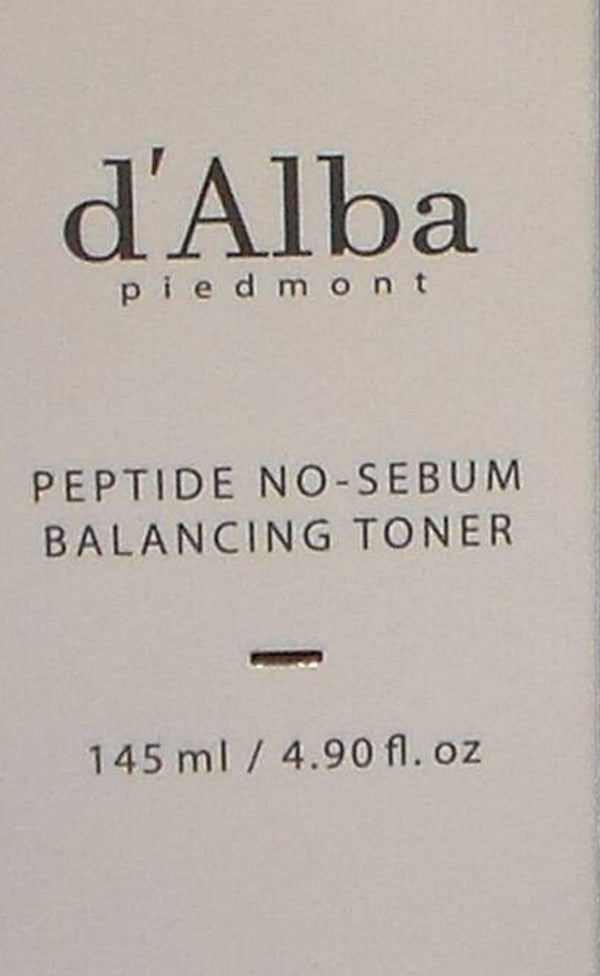 d'Alba
piedmont
PEPTIDE NO-SEBUM
BALANCING TONER
145 ml / 4.90 fl. oz